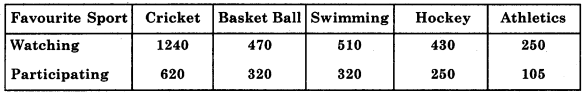 Favourite Sport Cricket Basket Ball Swimming Hockey Athletics
Watching 1240 470 510 430 250
Participating 620 320 320 250 105